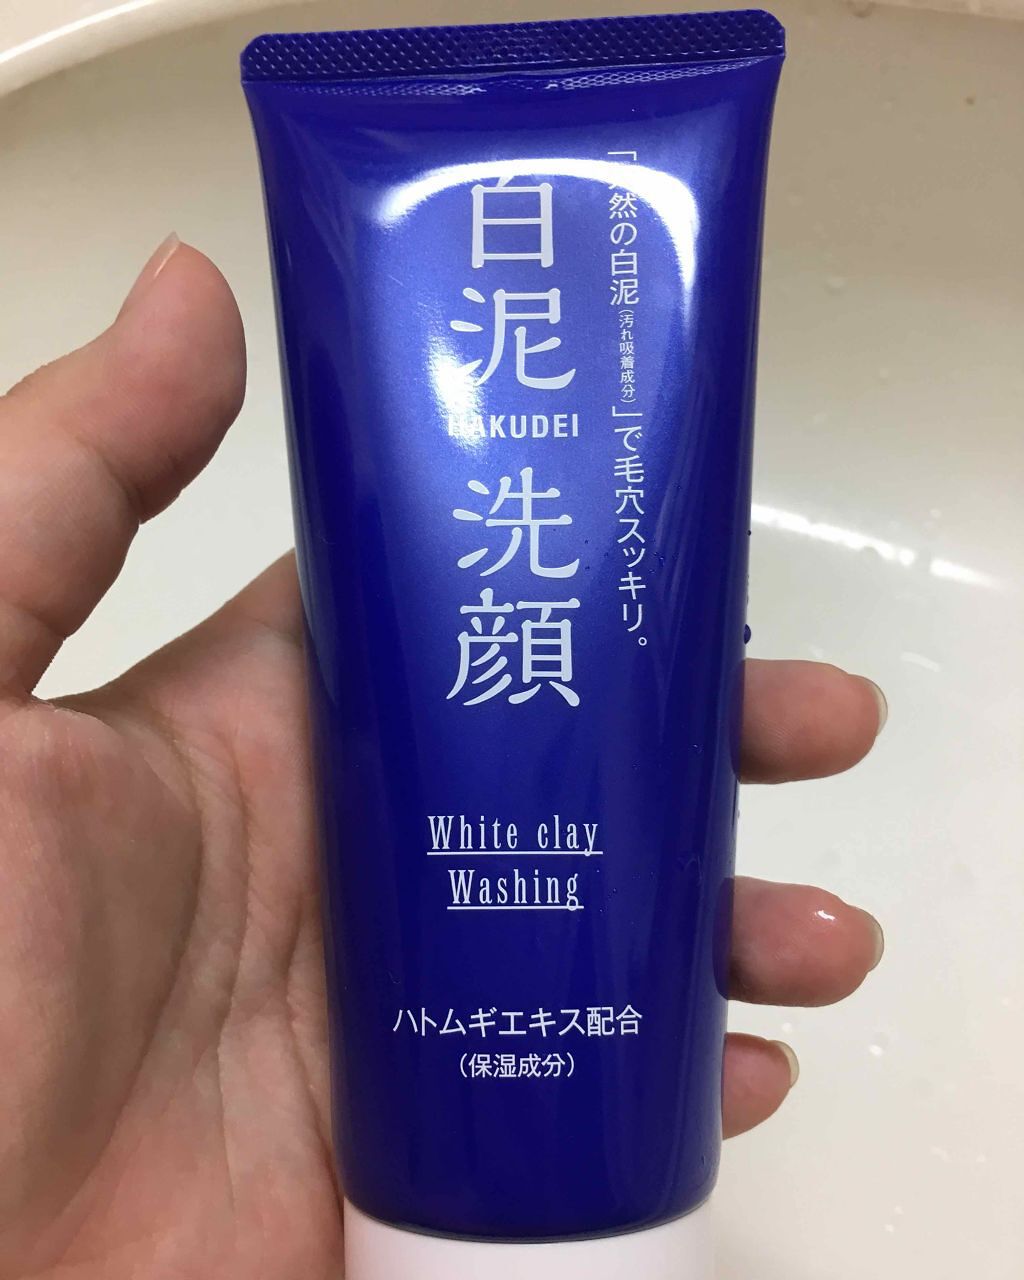 「天然の白泥(汚れ吸着成分)」で毛穴スッキリ。
白泥
HAKUDEI
洗顔
White clay
Washing
ハトムギエキス配合
(保湿成分)